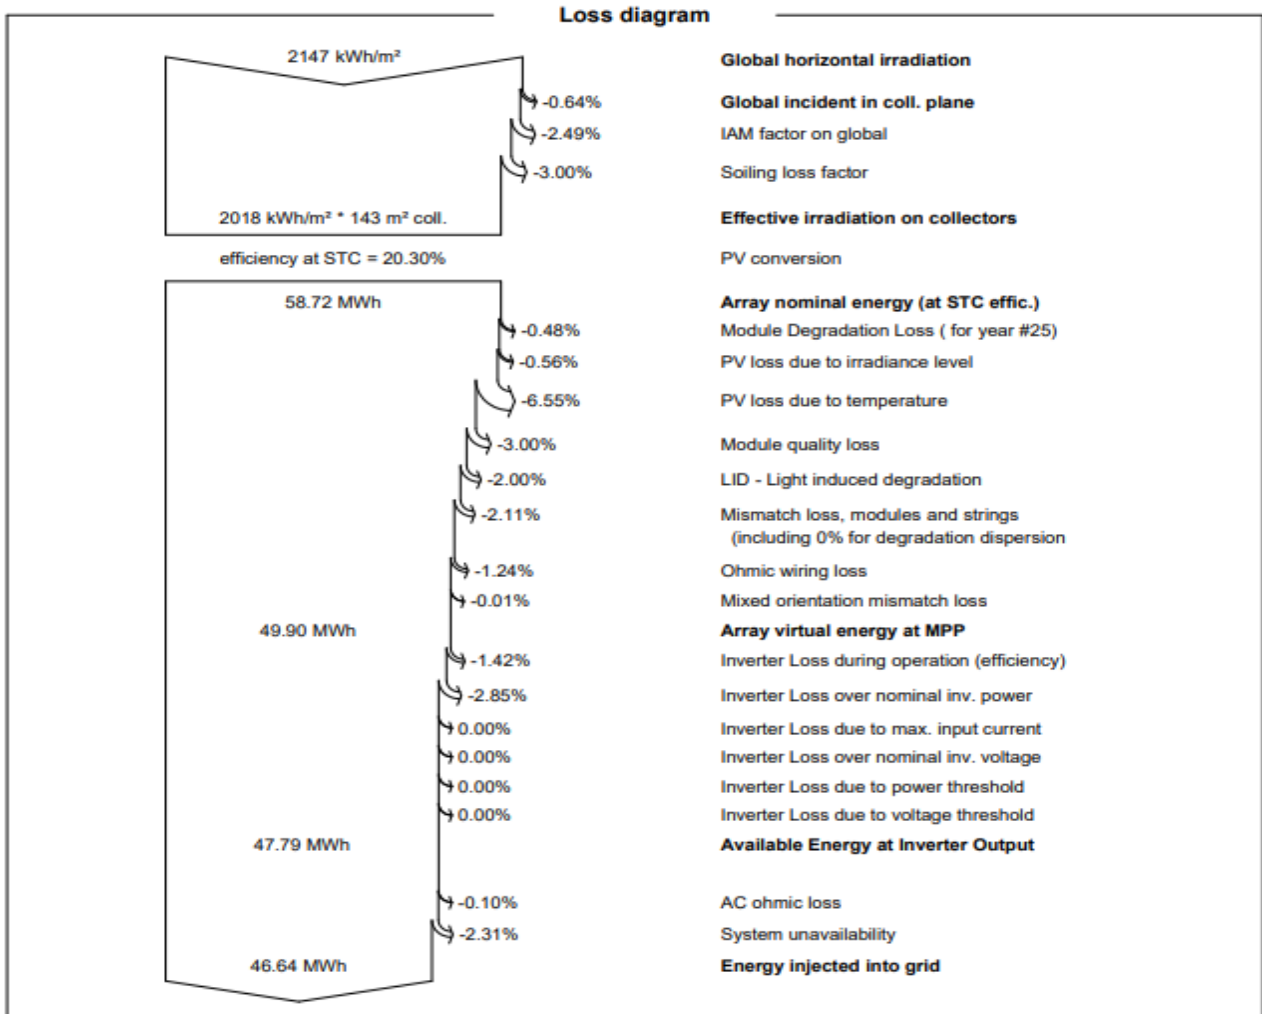 Loss diagram
2147 kWh/m² Global horizontal irradiation
-0.64% Global incident in coll. plane
-2.49% IAM factor on global
-3.00% Soiling loss factor
2018 kWh/m² * 143 m² coll. Effective irradiation on collectors
efficiency at STC = 20.30% PV conversion
58.72 MWh Array nominal energy (at STC effic.)
-0.48% Module Degradation Loss ( for year #25)
-0.56% PV loss due to irradiance level
-6.55% PV loss due to temperature
-3.00% Module quality loss
-2.00% LID - Light induced degradation
-2.11% Mismatch loss, modules and strings
(including 0% for degradation dispersion
-1.24% Ohmic wiring loss
-0.01% Mixed orientation mismatch loss
49.90 MWh Array virtual energy at MPP
-1.42% Inverter Loss during operation (efficiency)
-2.85% Inverter Loss over nominal inv. power
0.00% Inverter Loss due to max. input current
0.00% Inverter Loss over nominal inv. voltage
0.00% Inverter Loss due to power threshold
0.00% Inverter Loss due to voltage threshold
47.79 MWh Available Energy at Inverter Output
-0.10% AC ohmic loss
-2.31% System unavailability
46.64 MWh Energy injected into grid